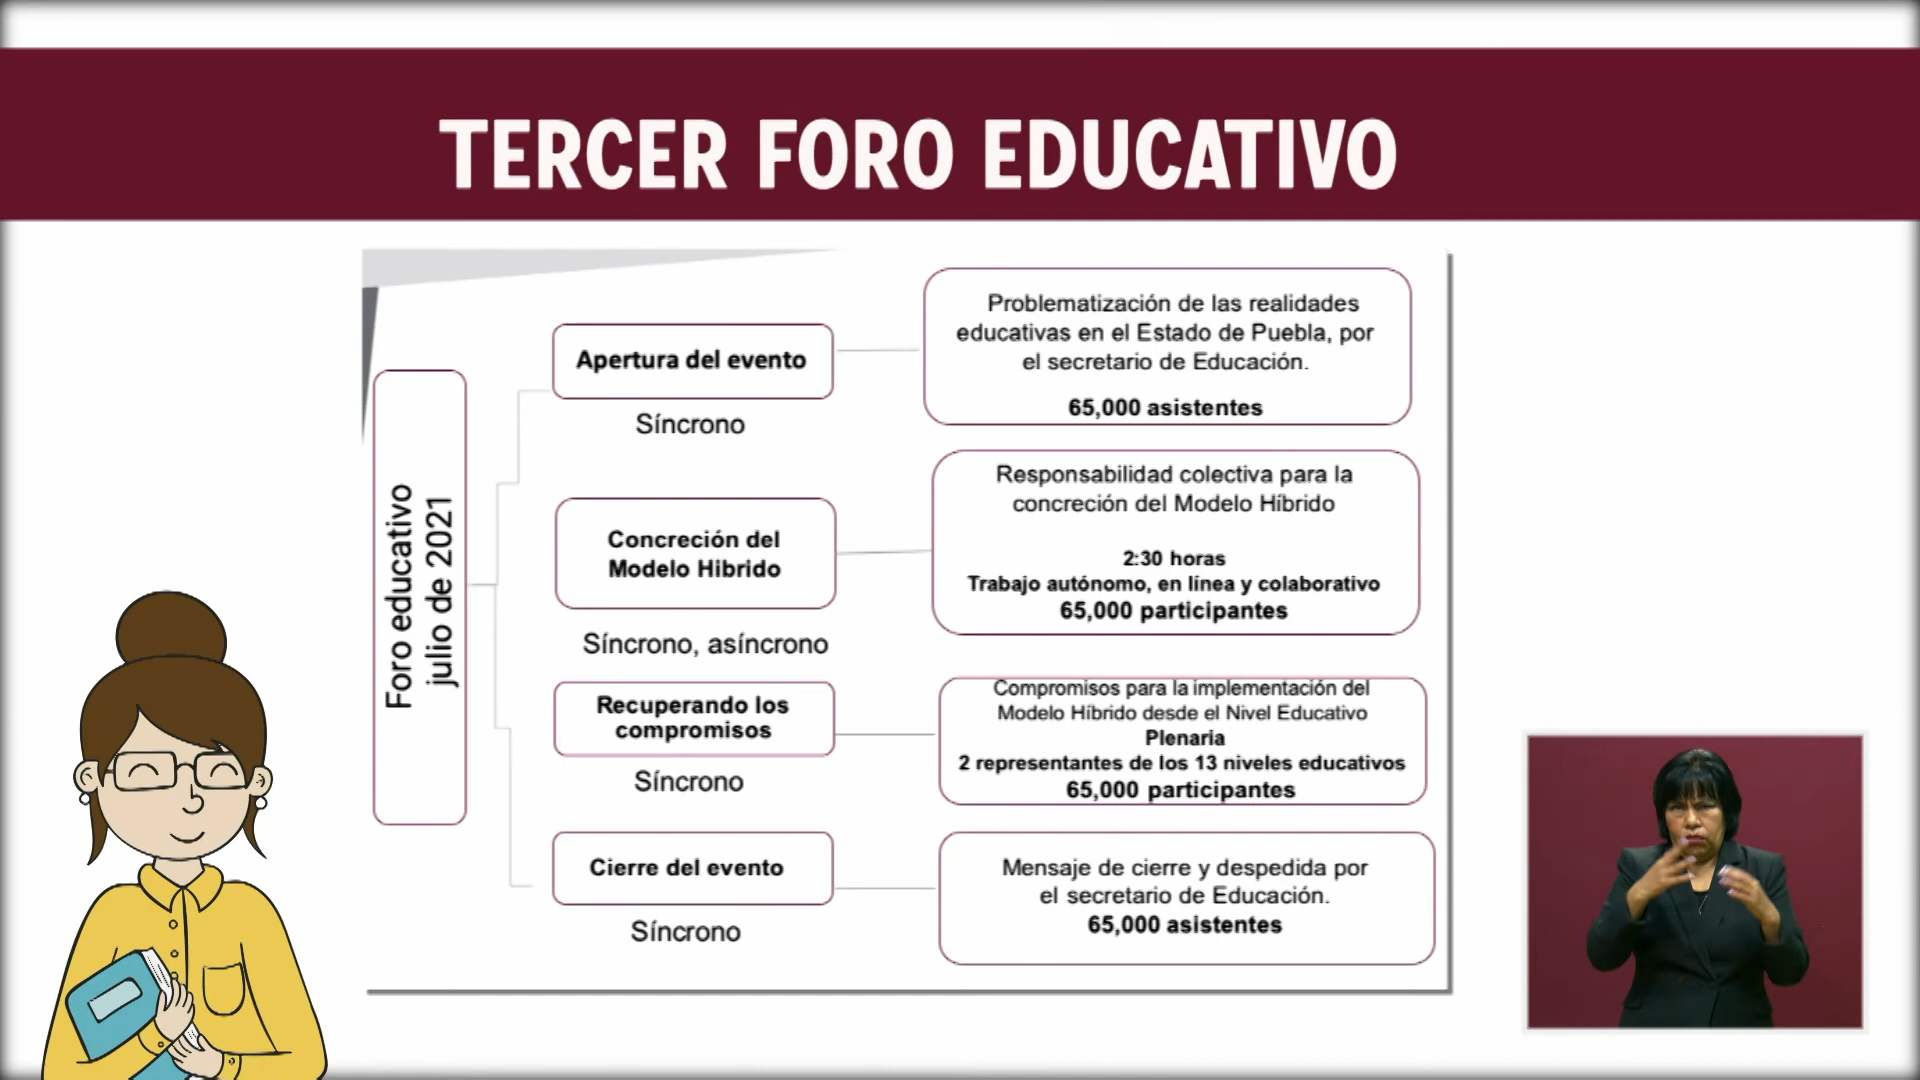 TERCER FORO EDUCATIVO
Foro educativo
julio de 2021
Apertura del evento
Síncrono
Problematización de las realidades
educativas en el Estado de Puebla, por
el secretario de Educación.
65,000 asistentes
Concreción del
Modelo Hibrido
Síncrono, asíncrono
Responsabilidad colectiva para la
concreción del Modelo Híbrido
2:30 horas
Trabajo autónomo, en línea y colaborativo
65,000 participantes
Recuperando los
compromisos
Síncrono
Compromisos para la implementación del
Modelo Híbrido desde el Nivel Educativo
Plenaria
2 representantes de los 13 niveles educativos
65,000 participantes
Cierre del evento
Síncrono
Mensaje de cierre y despedida por
el secretario de Educación.
65,000 asistentes